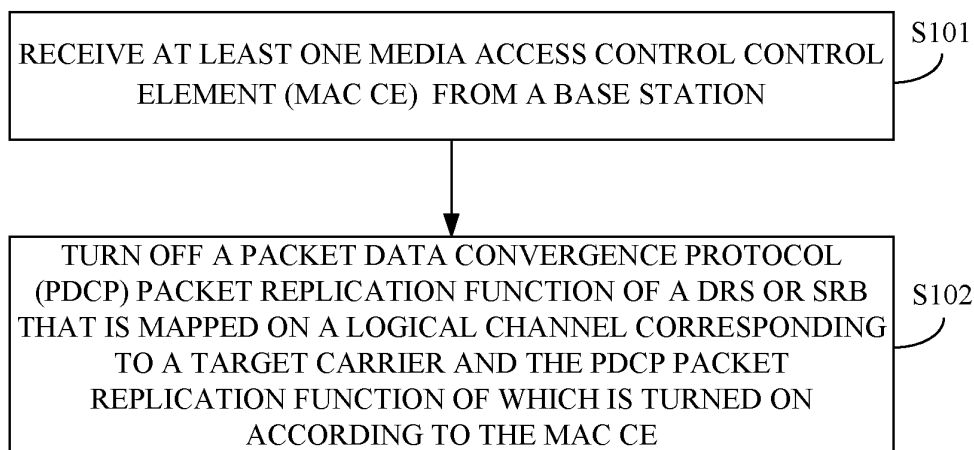 RECEIVE AT LEAST ONE MEDIA ACCESS CONTROL CONTROL
ELEMENT (MAC CE) FROM A BASE STATION
S101
TURN OFF A PACKET DATA CONVERGENCE PROTOCOL
(PDCP) PACKET REPLICATION FUNCTION OF A DRS OR SRB
THAT IS MAPPED ON A LOGICAL CHANNEL CORRESPONDING
TO A TARGET CARRIER AND THE PDCP PACKET
REPLICATION FUNCTION OF WHICH IS TURNED ON
ACCORDING TO THE MAC CE
S102